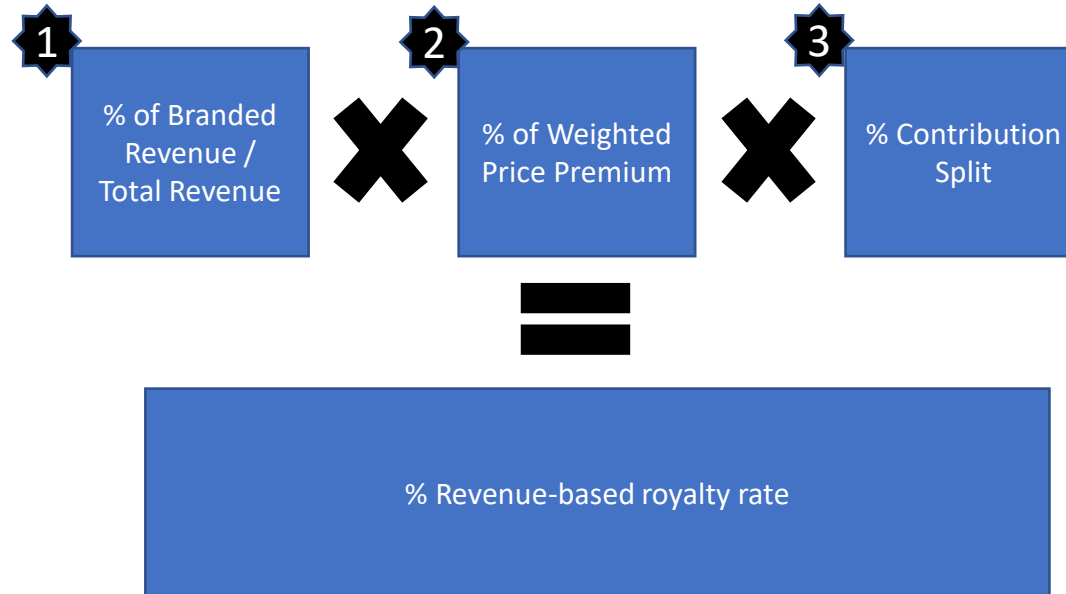 1
% of Branded
Revenue /
Total Revenue
2
% of Weighted
Price Premium
3
% Contribution
Split
% Revenue-based royalty rate